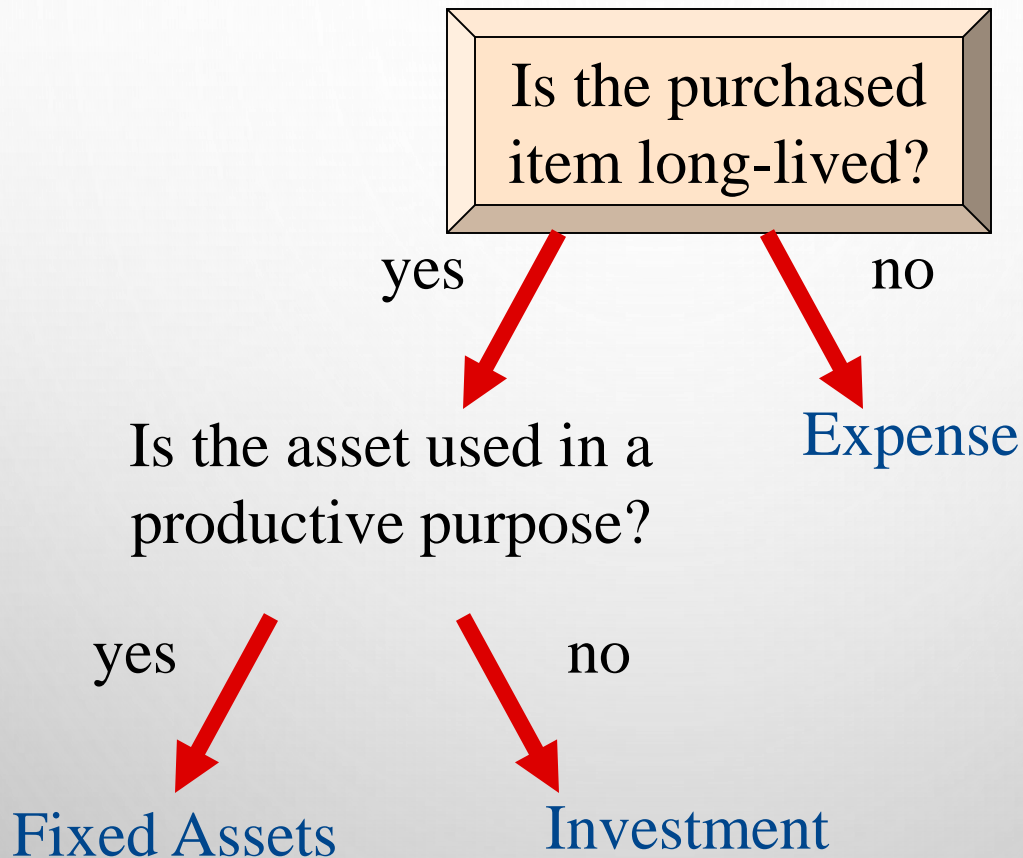 Is the purchased
item long-lived?
yes
no
Is the asset used in a
productive purpose?
Expense
yes
no
Fixed Assets
Investment